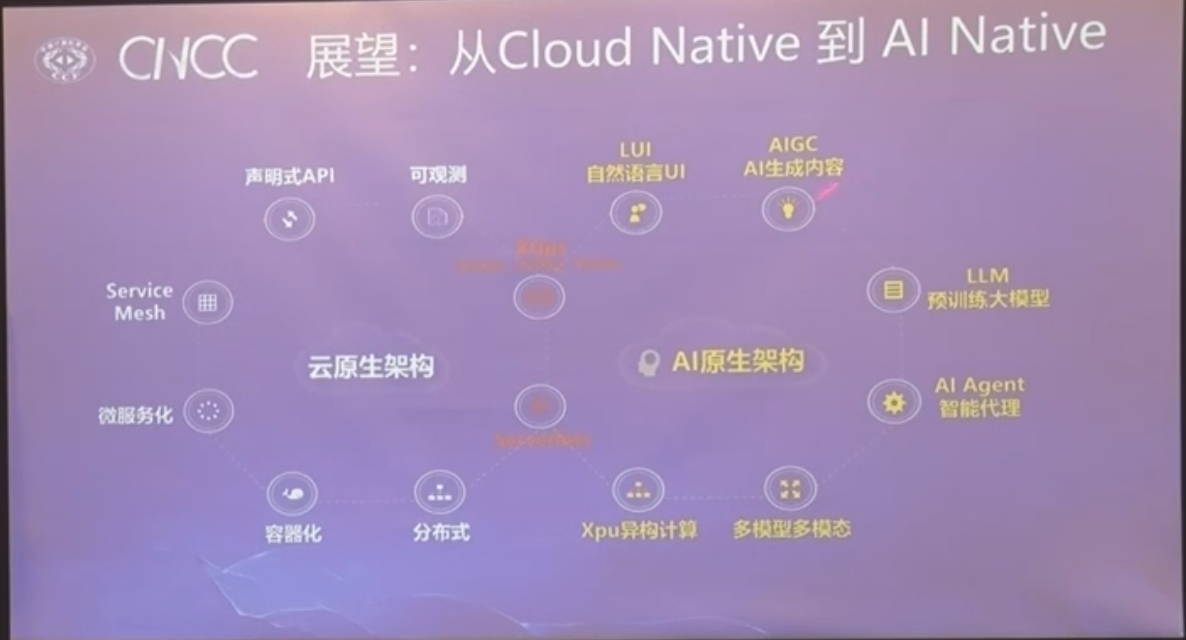 CNCC 展望：从Cloud Native 到 AI Native
声明式API
可观测
LUI
自然语言UI
AIGC
AI生成内容
XOps
Service
Mesh
LLM
预训练大模型
云原生架构
AI原生架构
微服务化
AI Agent
智能代理
Serverless
容器化
分布式
Xpu异构计算
多模型多模态